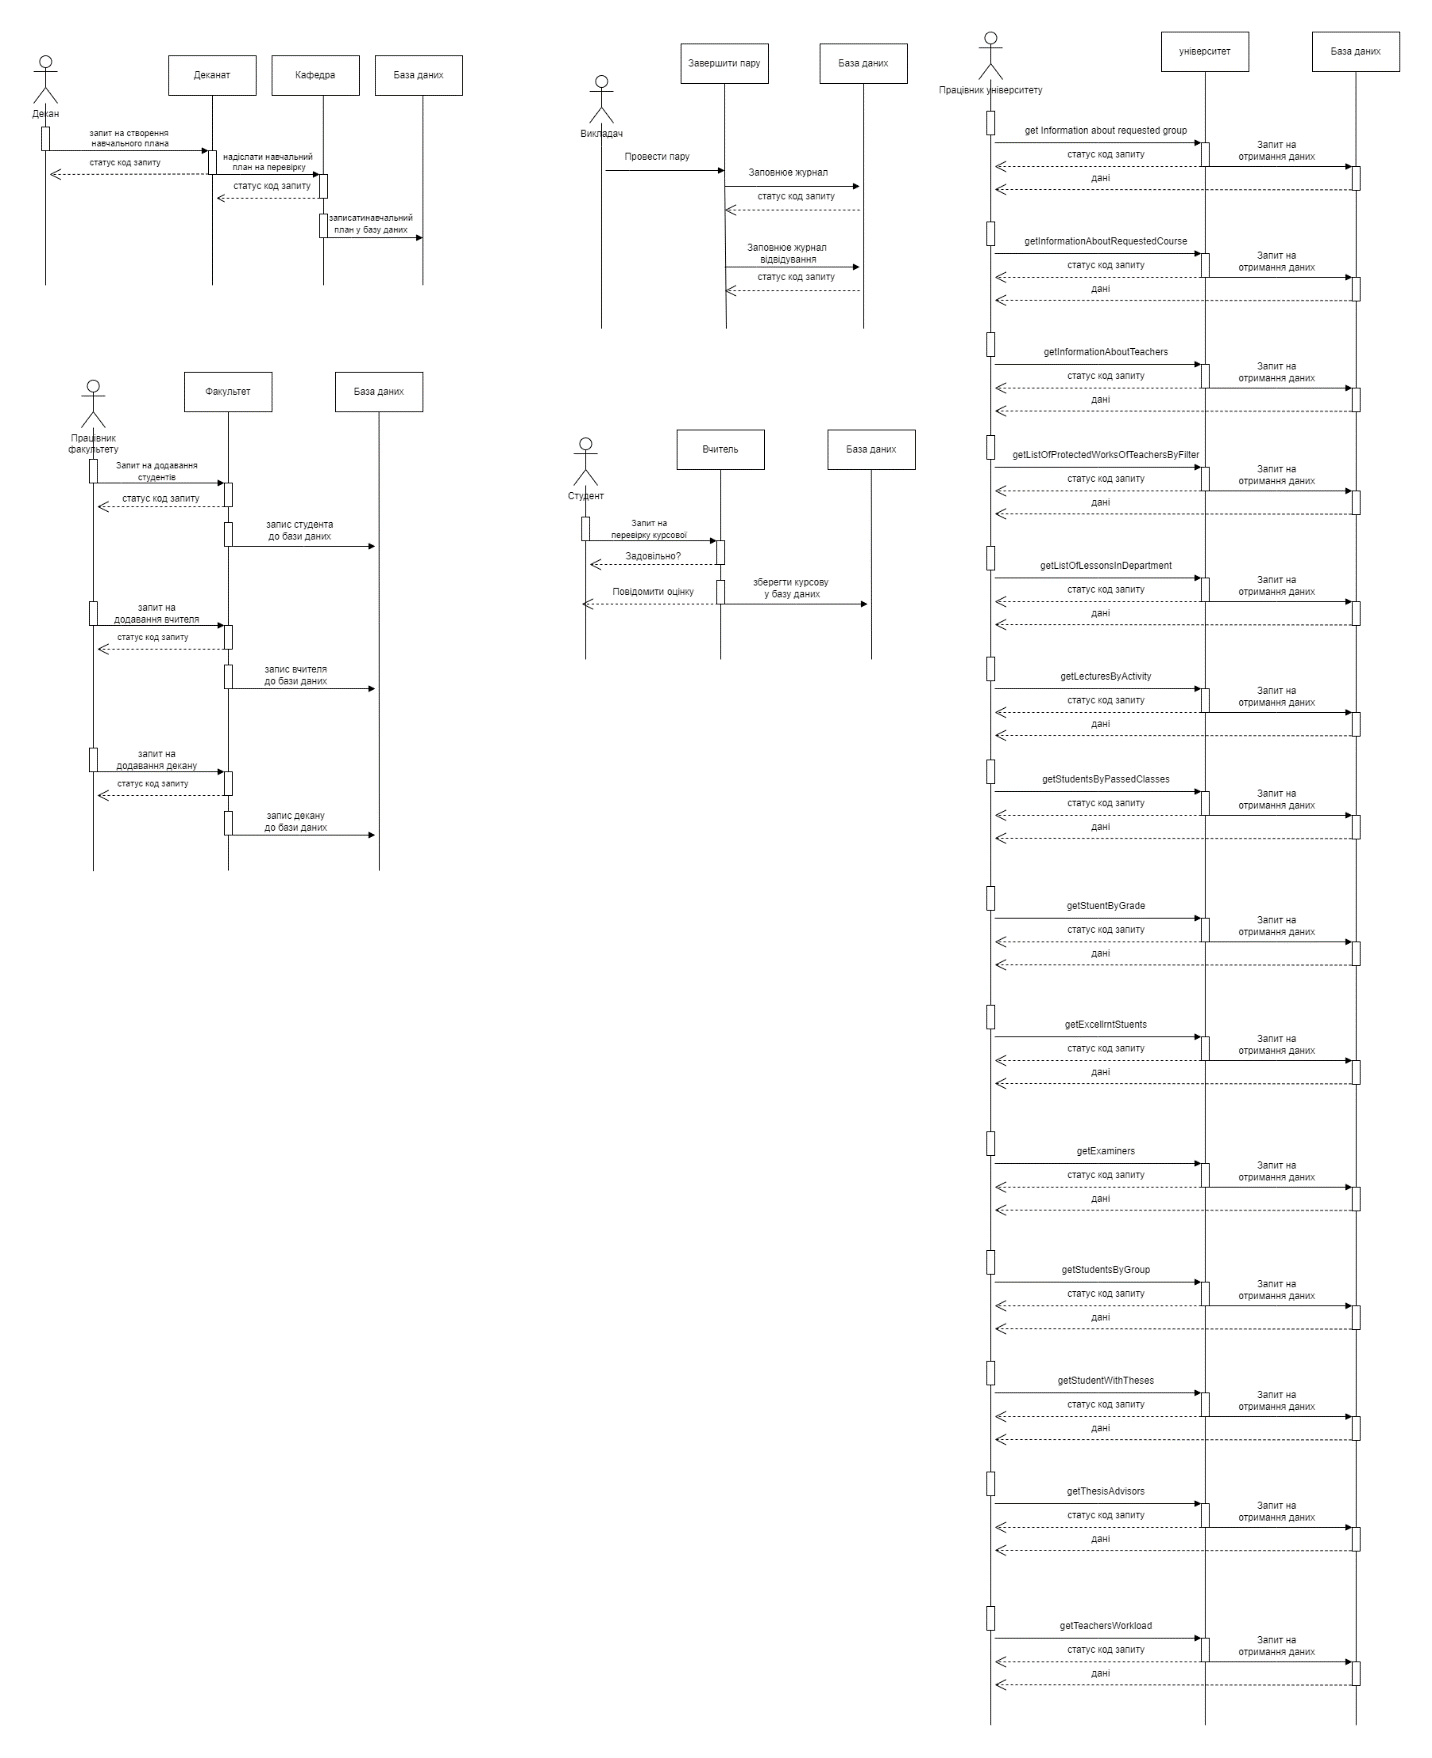 Декан
Деканат
Кафедра
База даних
запит на створення
навчального плана
статус код запиту
надіслати навчальний
план на перевірку
статус код запиту
записатинавчальний
план у базу даних
Працівник
факультету
Факультет
База даних
Запит на додавання
студентів
статус код запиту
запис студента
до бази даних
запит на
додавання вчителя
статус код запиту
запис вчителя
до бази даних
запит на
додавання декану
статус код запиту
запис декану
до бази даних
Викладач
Завершити пару
База даних
Провести пару
Заповнює журнал
статус код запиту
Заповнює журнал
відвідування
статус код запиту
Студент
Вчитель
База даних
Запит на
перевірку курсової
Задовільно?
Повідомити оцінку
зберегти курсову
у базу даних
Працівник університету
університет
База даних
get Information about requested group
статус код запиту
Запит на
отримання даних
дані
getInformationAboutRequestedCourse
статус код запиту
Запит на
отримання даних
дані
getInformationAboutTeachers
статус код запиту
Запит на
отримання даних
дані
getListOfProtectedWorksOfTeachersByFilter
статус код запиту
Запит на
отримання даних
дані
getListOfLessonsInDepartment
статус код запиту
Запит на
отримання даних
дані
getLecturesByActivity
статус код запиту
Запит на
отримання даних
дані
getStudentsByPassedClasses
статус код запиту
Запит на
отримання даних
дані
getStuentByGrade
статус код запиту
Запит на
отримання даних
дані
getExcellrntStuents
статус код запиту
Запит на
отримання даних
дані
getExaminers
статус код запиту
Запит на
отримання даних
дані
getStudentsByGroup
статус код запиту
Запит на
отримання даних
дані
getStudentWithTheses
статус код запиту
Запит на
отримання даних
дані
getThesisAdvisors
статус код запиту
Запит на
отримання даних
дані
getTeachersWorkload
статус код запиту
Запит на
отримання даних
дані